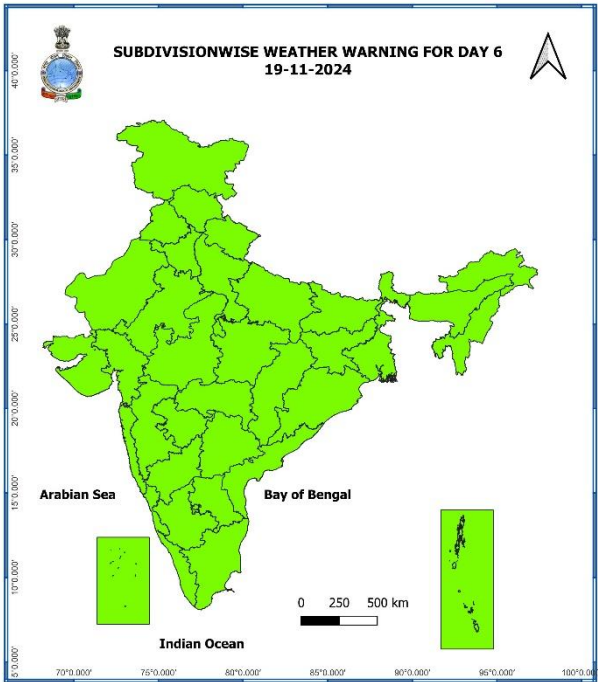 SUBDIVISIONWISE WEATHER WARNING FOR DAY 6
19-11-2024
40°0.000'
35°0.000'
30°0.000'
25°0.000'
20°0.000'
15°0.000'
10°0.000'
5°0.000'
Arabian Sea
Bay of Bengal
0 250 500 km
Indian Ocean
70°0.000' 75°0.000' 80°0.000' 85°0.000' 90°0.000' 95°0.000' 100°0.00